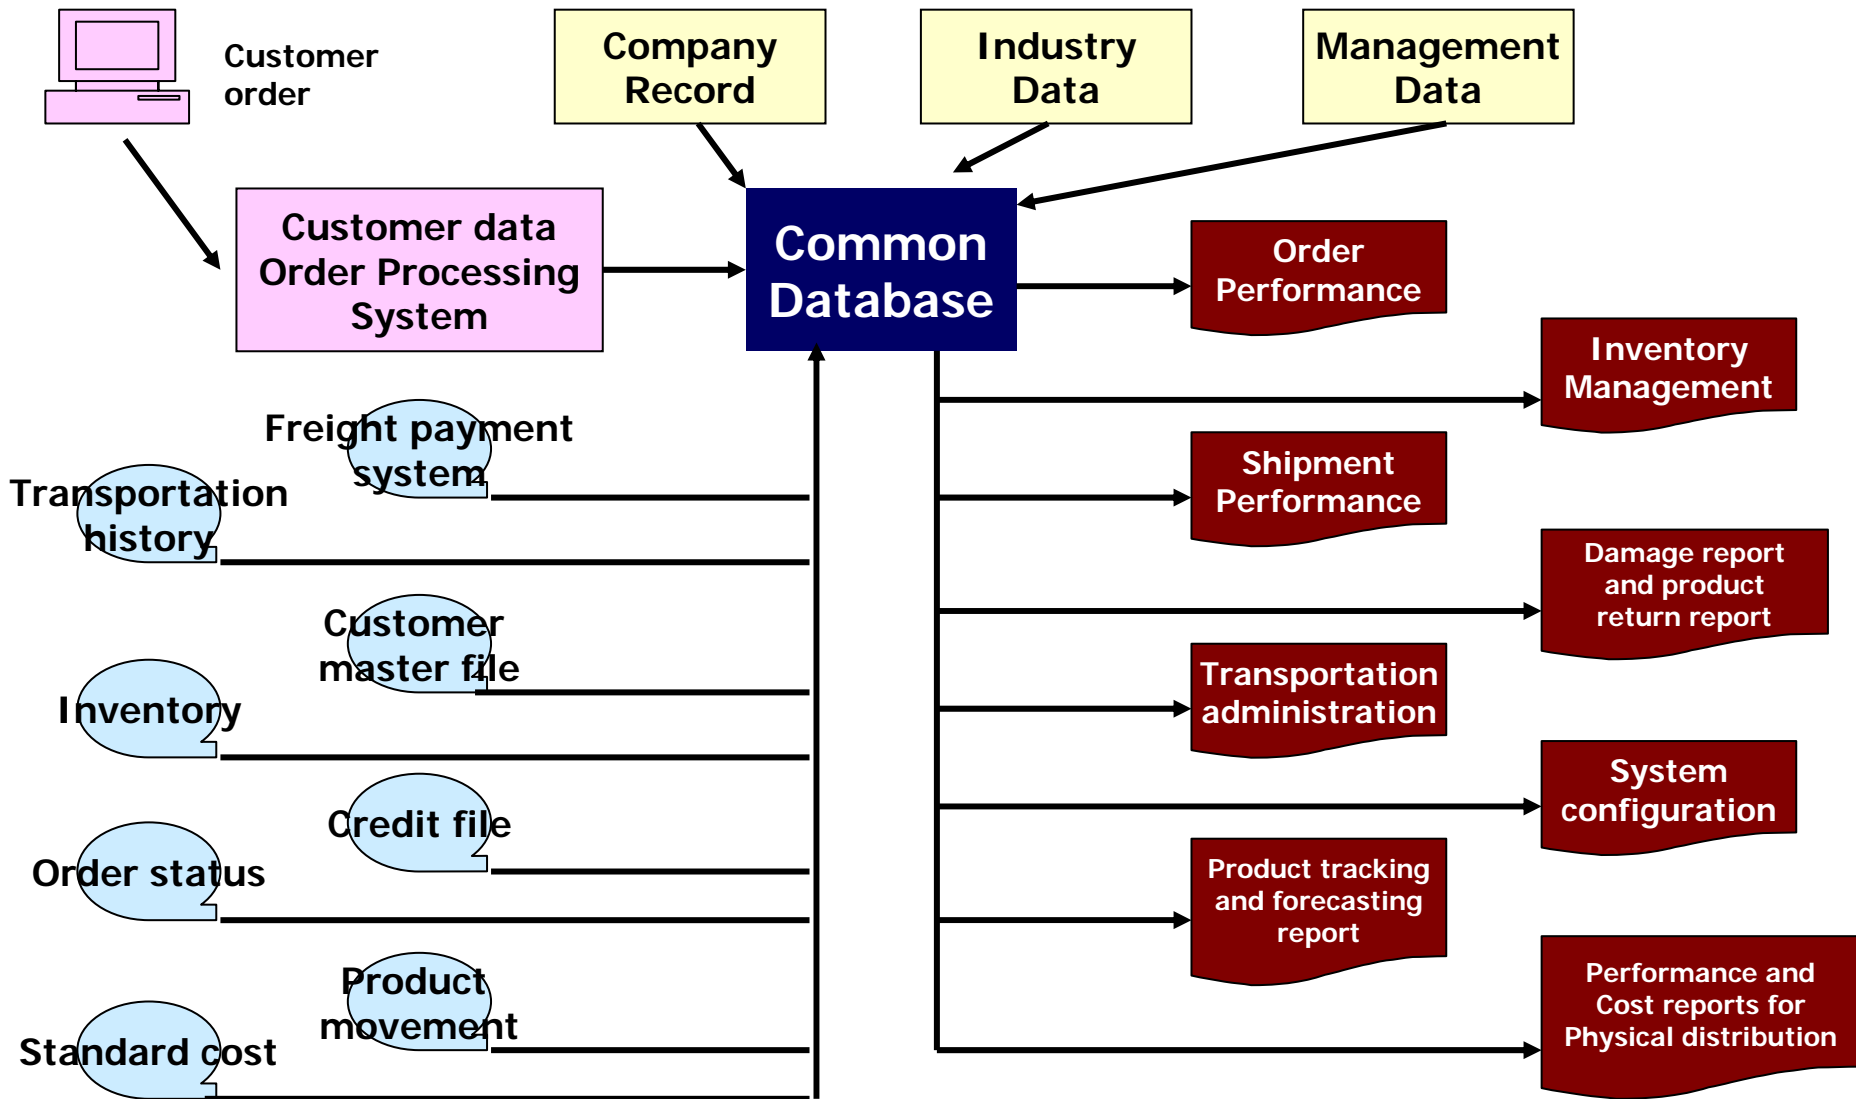 Customer
order
Company
Record
Industry
Data
Management
Data
Customer data
Order Processing
System
Common
Database
Order
Performance
Inventory
Management
Freight payment
system
Transportation
history
Shipment
Performance
Damage report
and product
return report
Customer
master file
Inventory
Transportation
administration
System
configuration
Credit file
Order status
Product tracking
and forecasting
report
Product
movement
Standard cost
Performance and
Cost reports for
Physical distribution